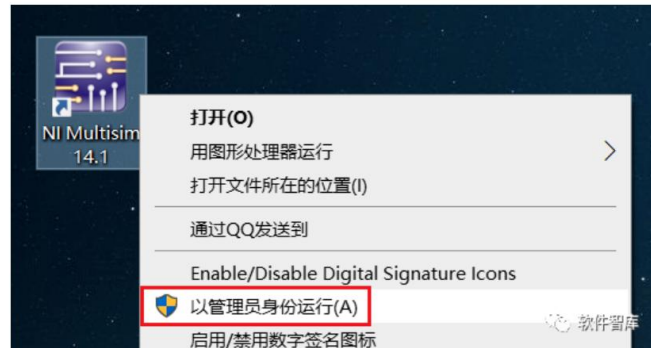 NI Multisim
14.1
打开(O)
用图形处理器运行
打开文件所在的位置(I)
通过QQ发送到
Enable/Disable Digital Signature Icons
以管理员身份运行(A)
启用/禁用数字签名图标
软件智库